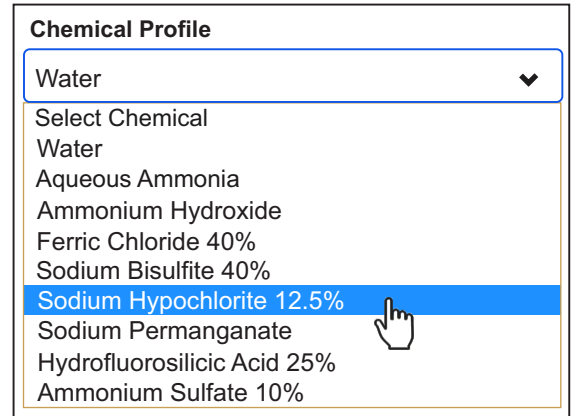 Chemical Profile
Water
Select Chemical
Water
Aqueous Ammonia
Ammonium Hydroxide
Ferric Chloride 40%
Sodium Bisulfite 40%
Sodium Hypochlorite 12.5%
Sodium Permanganate
Hydrofluorosilicic Acid 25%
Ammonium Sulfate 10%